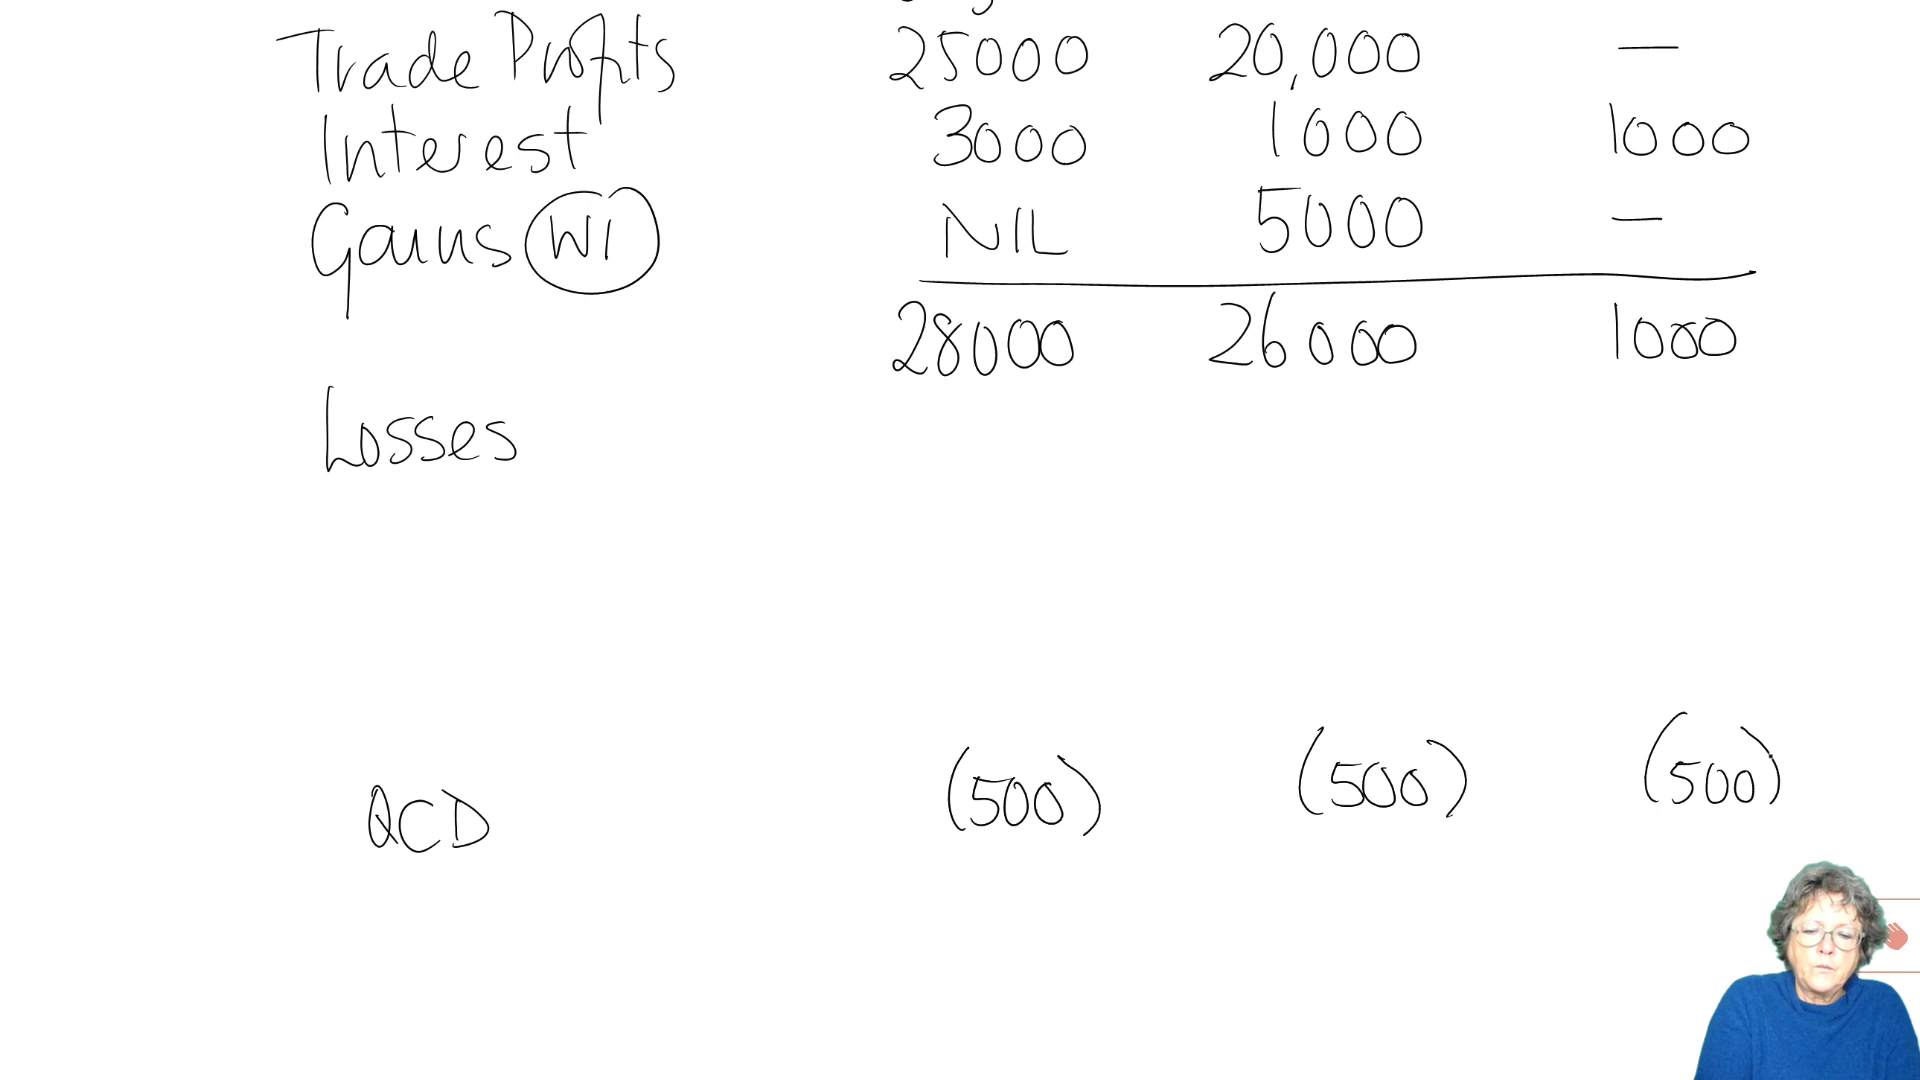 Trade Profits 25000 20,000 —
Interest 3000 1000 1000
Gains W1 NIL 5000 —
28000 26000 1000
Losses
QCD (500) (500) (500)